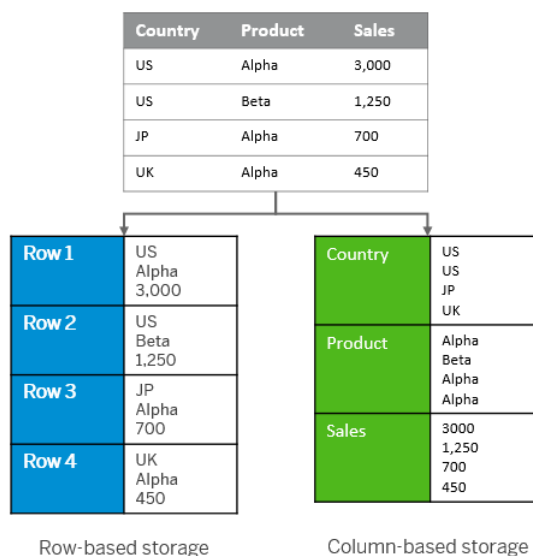 Country Product Sales
US Alpha 3,000
US Beta 1,250
JP Alpha 700
UK Alpha 450
Row 1
US
Alpha
3,000
Row 2
US
Beta
1,250
Row 3
JP
Alpha
700
Row 4
UK
Alpha
450
Row-based storage
Country
US
US
JP
UK
Product
Alpha
Beta
Alpha
Alpha
Sales
3000
1,250
700
450
Column-based storage